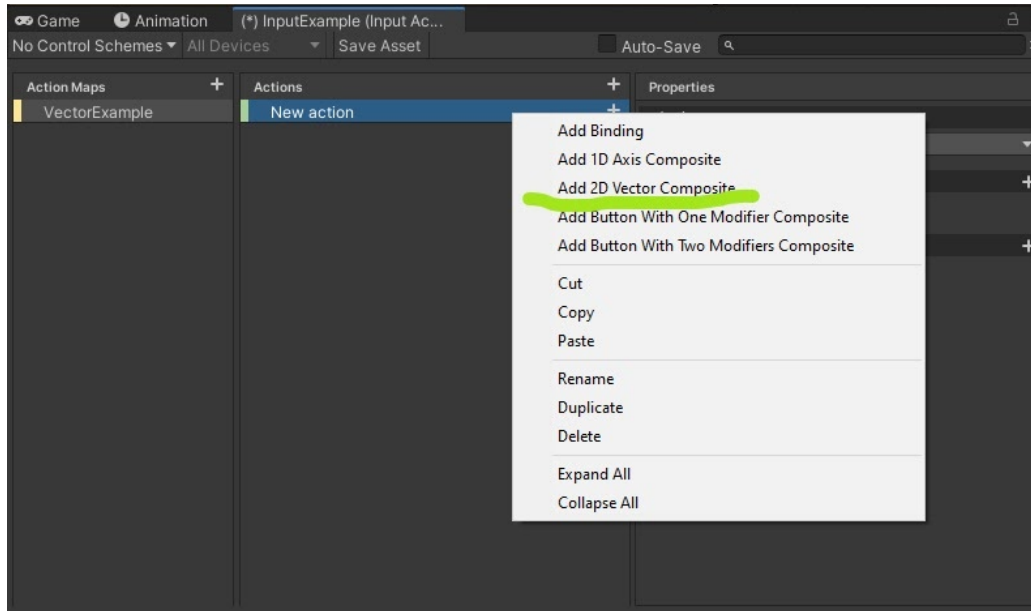 Game
Animation
(*) InputExample (Input Ac...
No Control Schemes
All Devices
Save Asset
Auto-Save
Action Maps
+
Actions
+
Properties
VectorExample
New action
+
Add Binding
Add 1D Axis Composite
Add 2D Vector Composite
Add Button With One Modifier Composite
Add Button With Two Modifiers Composite
Cut
Copy
Paste
Rename
Duplicate
Delete
Expand All
Collapse All